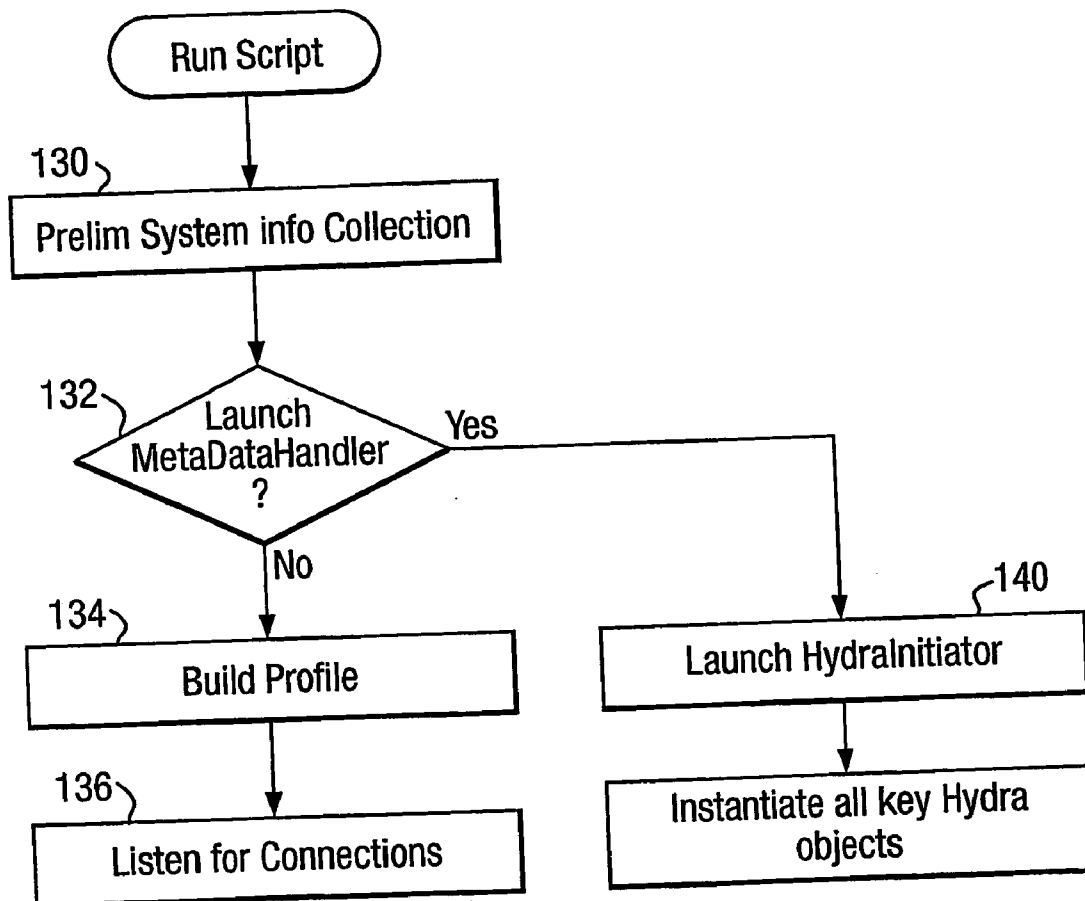 Run Script
130
Prelim System info Collection
132
Launch
MetaDataHandler
?
Yes
No
134
Build Profile
140
Launch HydraInitiator
136
Listen for Connections
Instantiate all key Hydra
objects